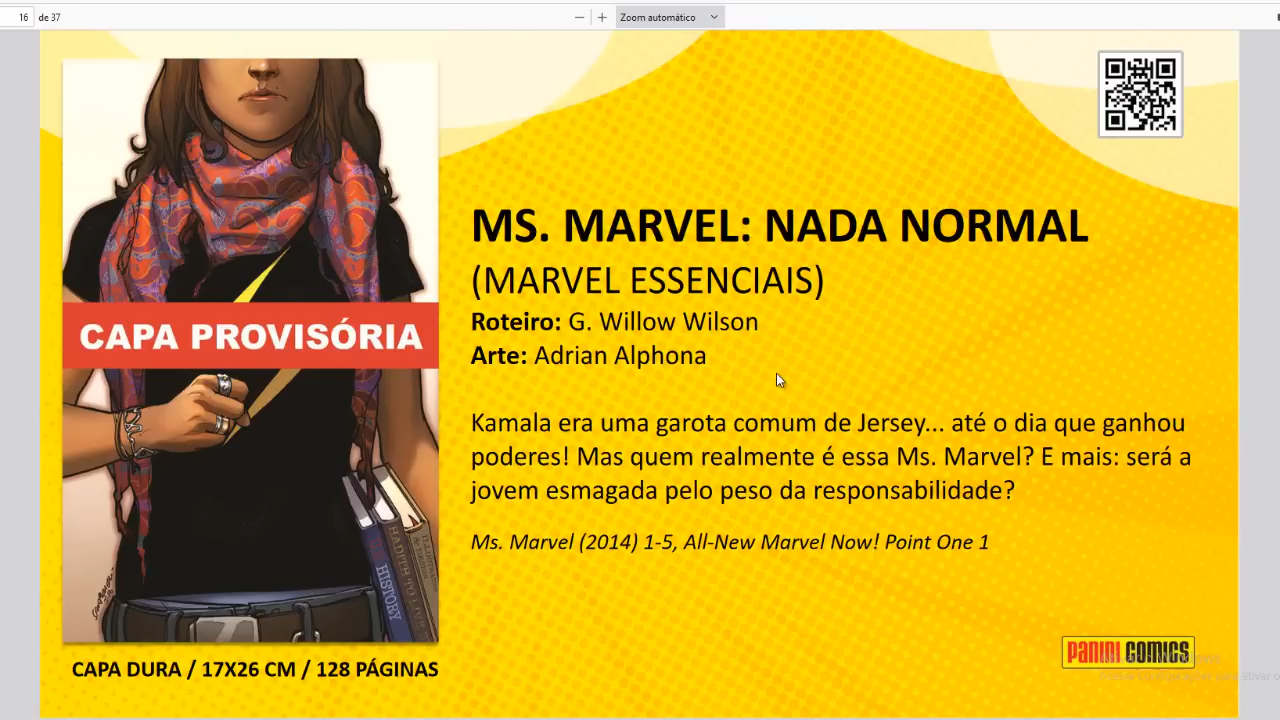 16 de 37
Zoom automático
MS. MARVEL: NADA NORMAL
(MARVEL ESSENCIAIS)
Roteiro: G. Willow Wilson
Arte: Adrian Alphona
CAPA PROVISÓRIA
Kamala era uma garota comum de Jersey... até o dia que ganhou
poderes! Mas quem realmente é essa Ms. Marvel? E mais: será a
jovem esmagada pelo peso da responsabilidade?
Ms. Marvel (2014) 1-5, All-New Marvel Now! Point One 1
HISTORY
HADITH TO LIVE
CAPA DURA / 17X26 CM / 128 PÁGINAS
PANINI COMICS